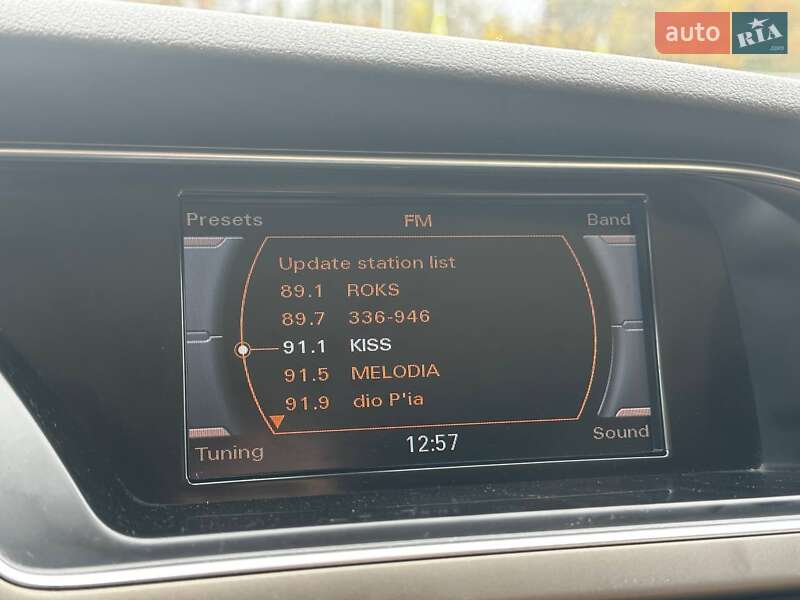 auto RIA .com
Presets FM Band
Update station list
89.1 ROKS
89.7 336-946
91.1 KISS
91.5 MELODIA
91.9 dio P'ia
Tuning 12:57 Sound